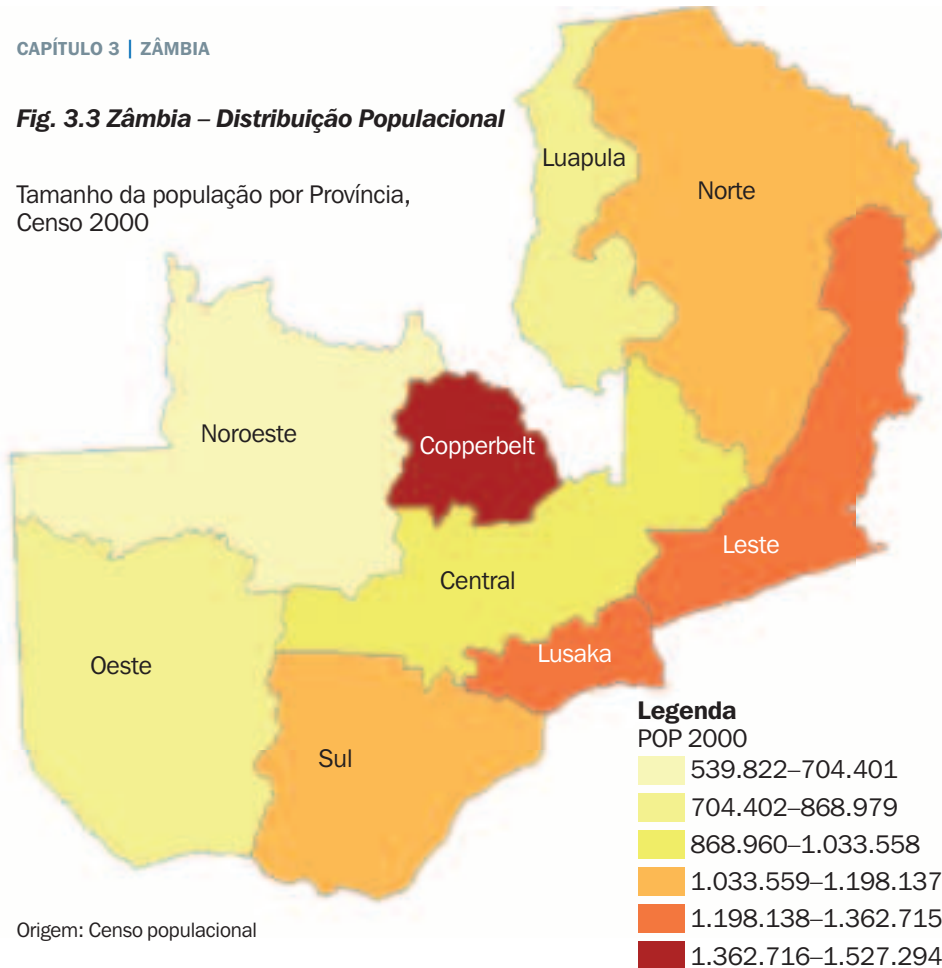 CAPÍTULO 3 | ZÂMBIA
Fig. 3.3 Zâmbia – Distribuição Populacional
Tamanho da população por Província,
Censo 2000
Luapula
Norte
Noroeste
Copperbelt
Leste
Central
Lusaka
Oeste
Sul
Legenda
POP 2000
539.822–704.401
704.402–868.979
868.960–1.033.558
1.033.559–1.198.137
1.198.138–1.362.715
1.362.716–1.527.294
Origem: Censo populacional